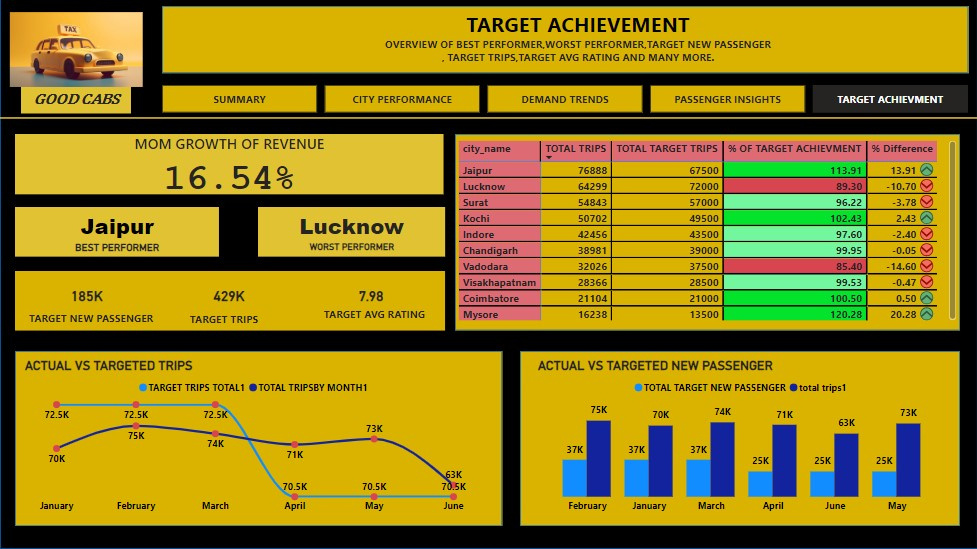 TAXI
GOOD CABS
TARGET ACHIEVEMENT
OVERVIEW OF BEST PERFORMER,WORST PERFORMER,TARGET NEW PASSENGER
, TARGET TRIPS,TARGET AVG RATING AND MANY MORE.
SUMMARY
CITY PERFORMANCE
DEMAND TRENDS
PASSENGER INSIGHTS
TARGET ACHIEVMENT
MOM GROWTH OF REVENUE
16.54%
Jaipur
BEST PERFORMER
Lucknow
WORST PERFORMER
185K
TARGET NEW PASSENGER
429K
TARGET TRIPS
7.98
TARGET AVG RATING
city_name TOTAL TRIPS TOTAL TARGET TRIPS % OF TARGET ACHIEVMENT % Difference
Jaipur 76888 67500 113.91 13.91
Lucknow 64299 72000 89.30 -10.70
Surat 54843 57000 96.22 -3.78
Kochi 50702 49500 102.43 2.43
Indore 42456 43500 97.60 -2.40
Chandigarh 38981 39000 99.95 -0.05
Vadodara 32026 37500 85.40 -14.60
Visakhapatnam 28366 28500 99.53 -0.47
Coimbatore 21104 21000 100.50 0.50
Mysore 16238 13500 120.28 20.28
ACTUAL VS TARGETED TRIPS
TARGET TRIPS TOTAL1 TOTAL TRIPSBY MONTH1
72.5K 72.5K 72.5K 70.5K 70.5K 70.5K
70K 75K 74K 71K 73K 63K
January February March April May June
ACTUAL VS TARGETED NEW PASSENGER
TOTAL TARGET NEW PASSENGER total trips1
37K 75K 37K 70K 37K 74K 25K 71K 25K 63K 25K 73K
February January March April June May